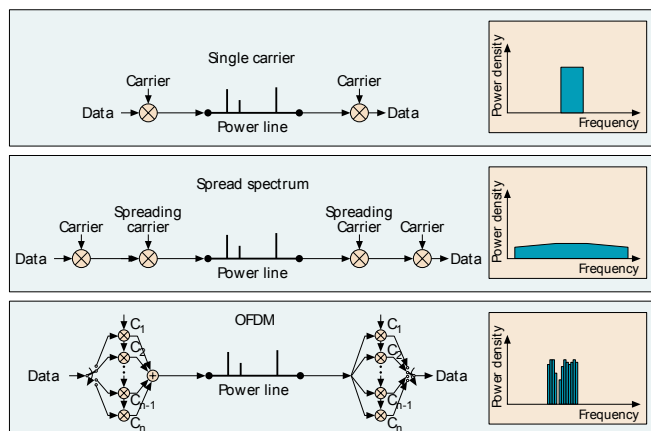 Single carrier
Carrier
Carrier
Data
Data
Power line
Power density
Frequency
Spread spectrum
Carrier
Spreading
carrier
Spreading
Carrier
Carrier
Data
Data
Power line
Power density
Frequency
OFDM
C1
C2
Cn-1
Cn
C1
C2
Cn-1
Cn
Data
Data
Power line
Power density
Frequency